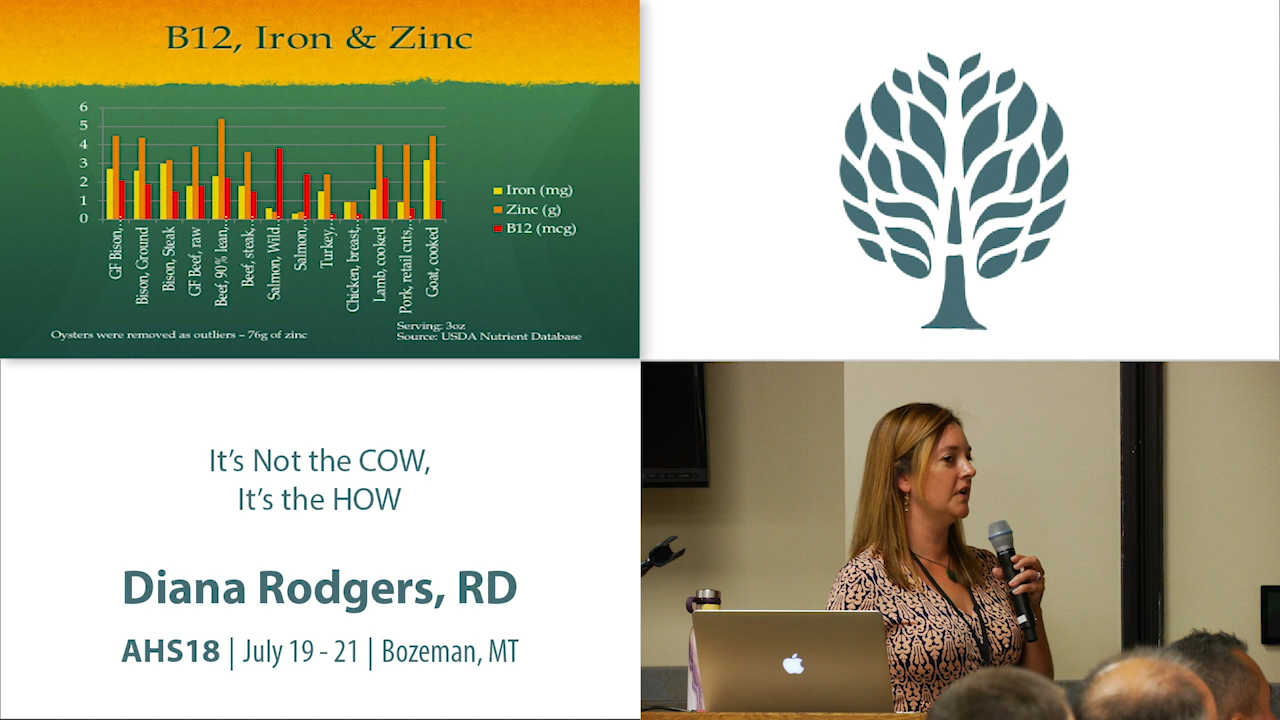 B12, Iron & Zinc
6
5
4
3
2
1
0
GF Bison,...
Bison, Ground
Bison, Steak
GF Beef, raw
Beef, 90% lean,...
Beef, steak,...
Salmon, Wild...
Salmon,...
Turkey,...
Chicken, breast,...
Lamb, cooked
Pork, retail cuts,...
Goat, cooked
Iron (mg)
Zinc (g)
B12 (mcg)
Oysters were removed as outliers – 76g of zinc
Serving: 3oz
Source: USDA Nutrient Database
It's Not the COW,
It's the HOW
Diana Rodgers, RD
AHS18 | July 19 - 21 | Bozeman, MT